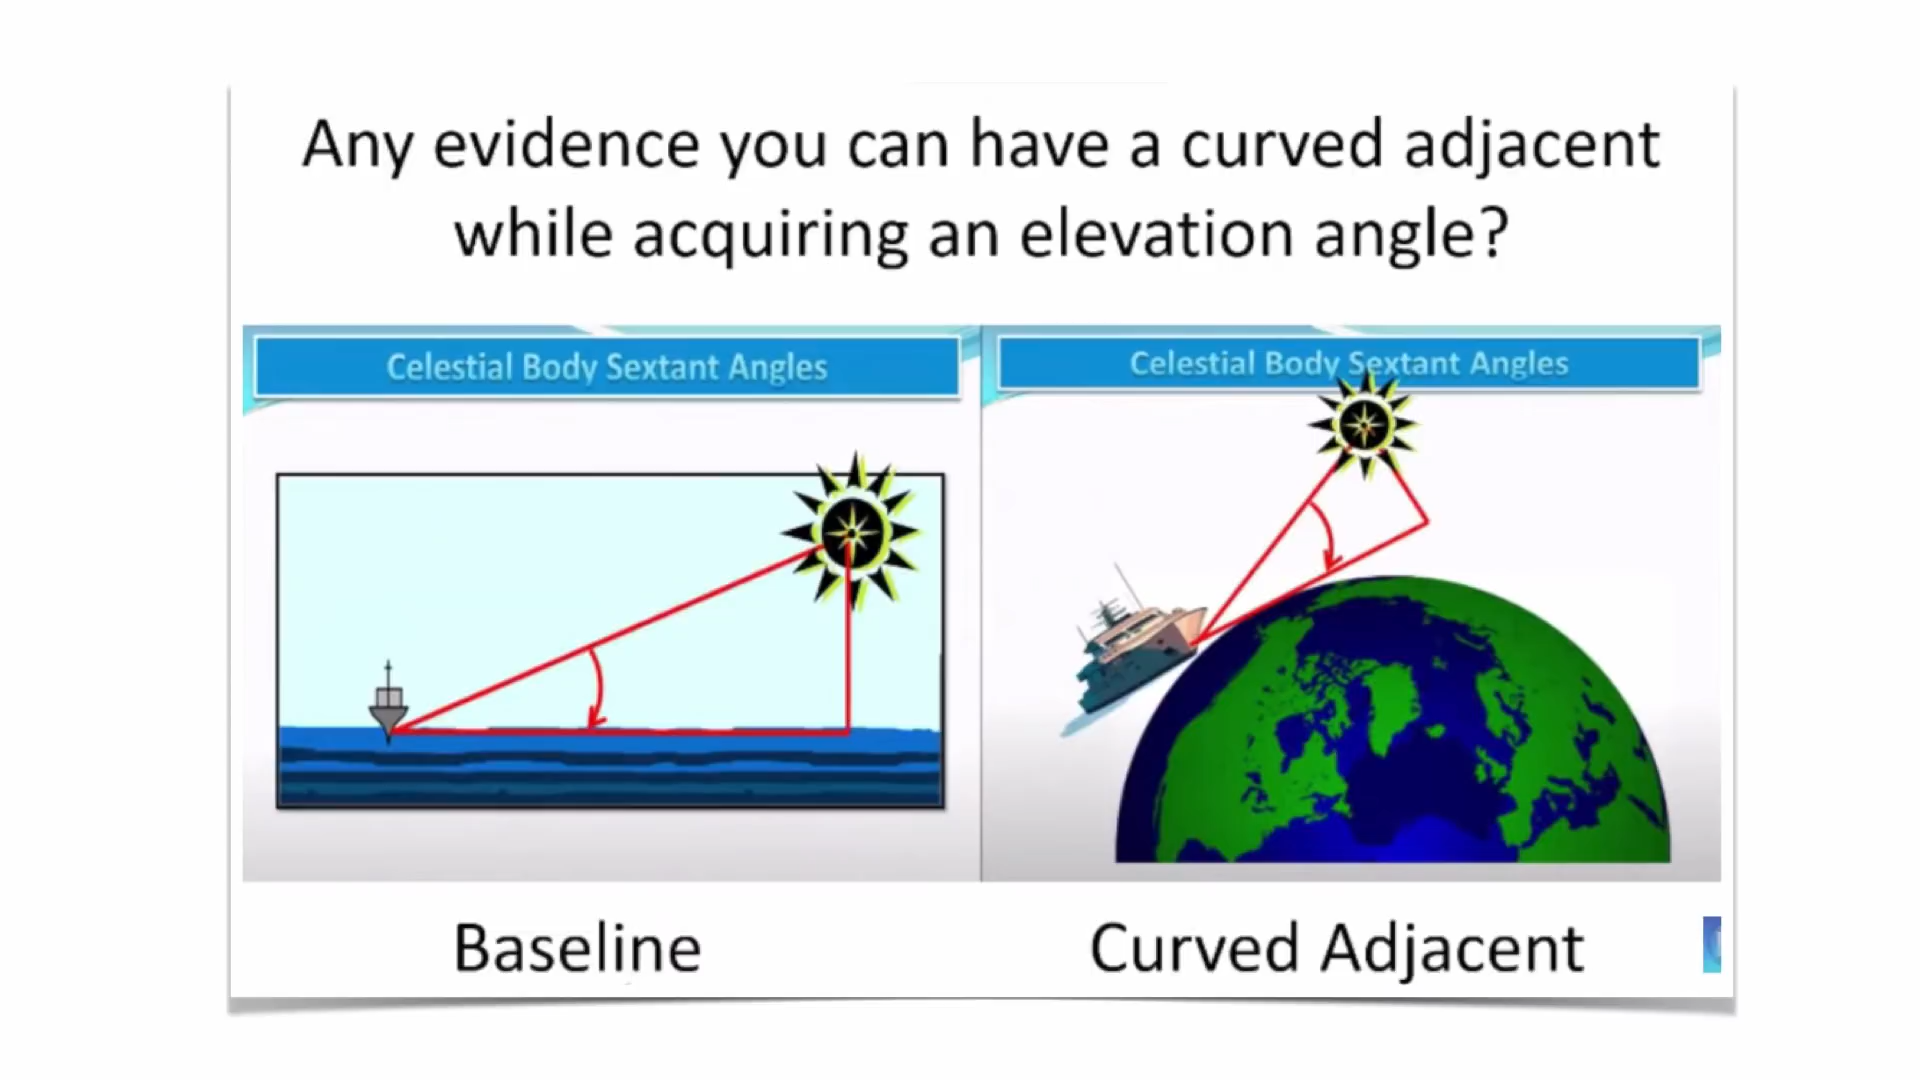 Any evidence you can have a curved adjacent
while acquiring an elevation angle?
Celestial Body Sextant Angles
Celestial Body Sextant Angles
Baseline
Curved Adjacent